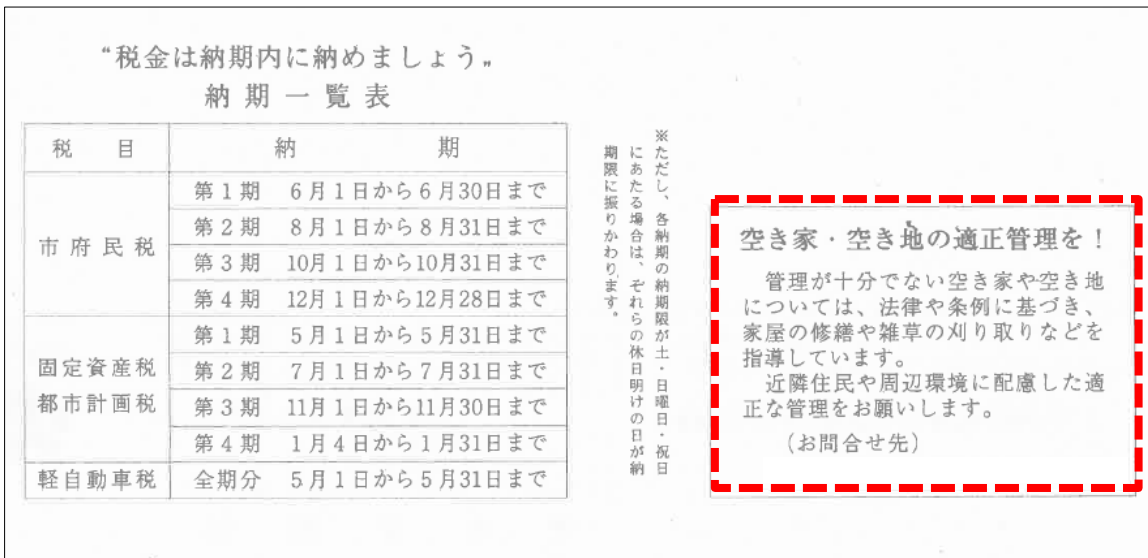 “税金は納期内に納めましょう„
納期一覧表
税目 納期
市府民税 第1期 6月1日から6月30日まで
第2期 8月1日から8月31日まで
第3期 10月1日から10月31日まで
第4期 12月1日から12月28日まで
固定資産税 都市計画税 第1期 5月1日から5月31日まで
第2期 7月1日から7月31日まで
第3期 11月1日から11月30日まで
第4期 1月4日から1月31日まで
軽自動車税 全期分 5月1日から5月31日まで
※ただし、各納期の納期限が土・日曜日・祝日
にあたる場合は、それらの休日明けの日が納
期限に振りかわります。
空き家・空き地の適正管理を！
管理が十分でない空き家や空き地
については、法律や条例に基づき、
家屋の修繕や雑草の刈り取りなどを
指導しています。
近隣住民や周辺環境に配慮した適
正な管理をお願いします。
（お問合せ先）